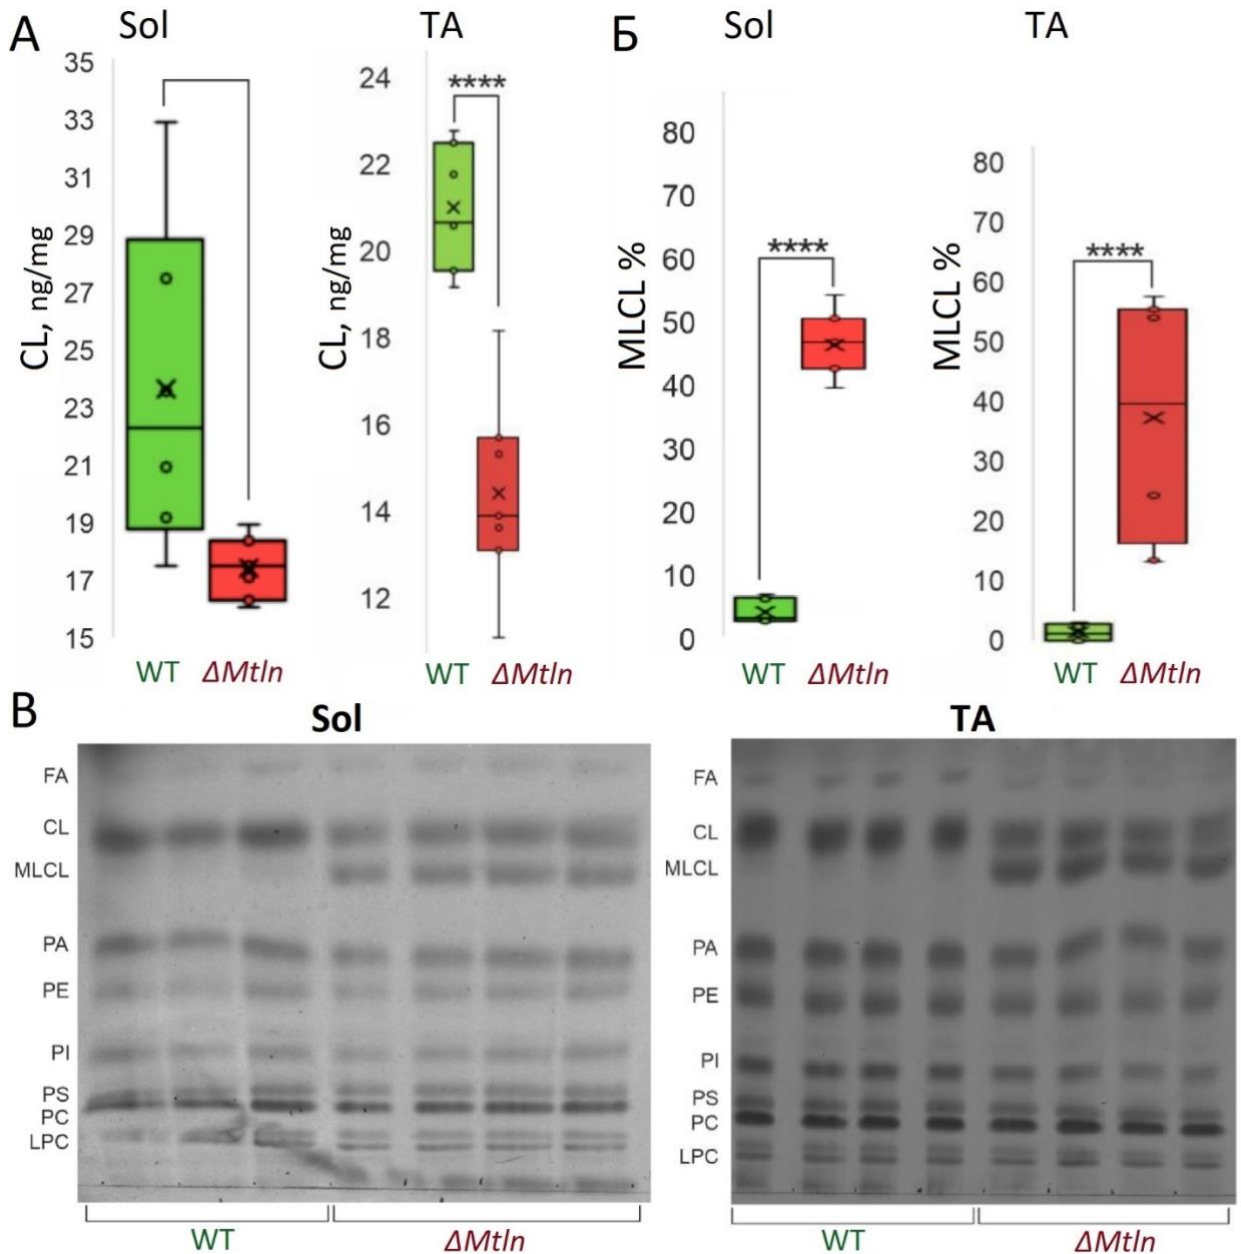 А
Sol
TA
CL, ng/mg
35
33
31
29
27
25
23
21
19
17
15
WT
ΔMtln
CL, ng/mg
24
22
20
18
16
14
12
****
WT
ΔMtln
Б
Sol
TA
MLCL %
80
70
60
50
40
30
20
10
0
****
WT
ΔMtln
MLCL %
80
70
60
50
40
30
20
10
0
****
WT
ΔMtln
В
Sol
FA
CL
MLCL
PA
PE
PI
PS
PC
LPC
WT
ΔMtln
TA
FA
CL
MLCL
PA
PE
PI
PS
PC
LPC
WT
ΔMtln